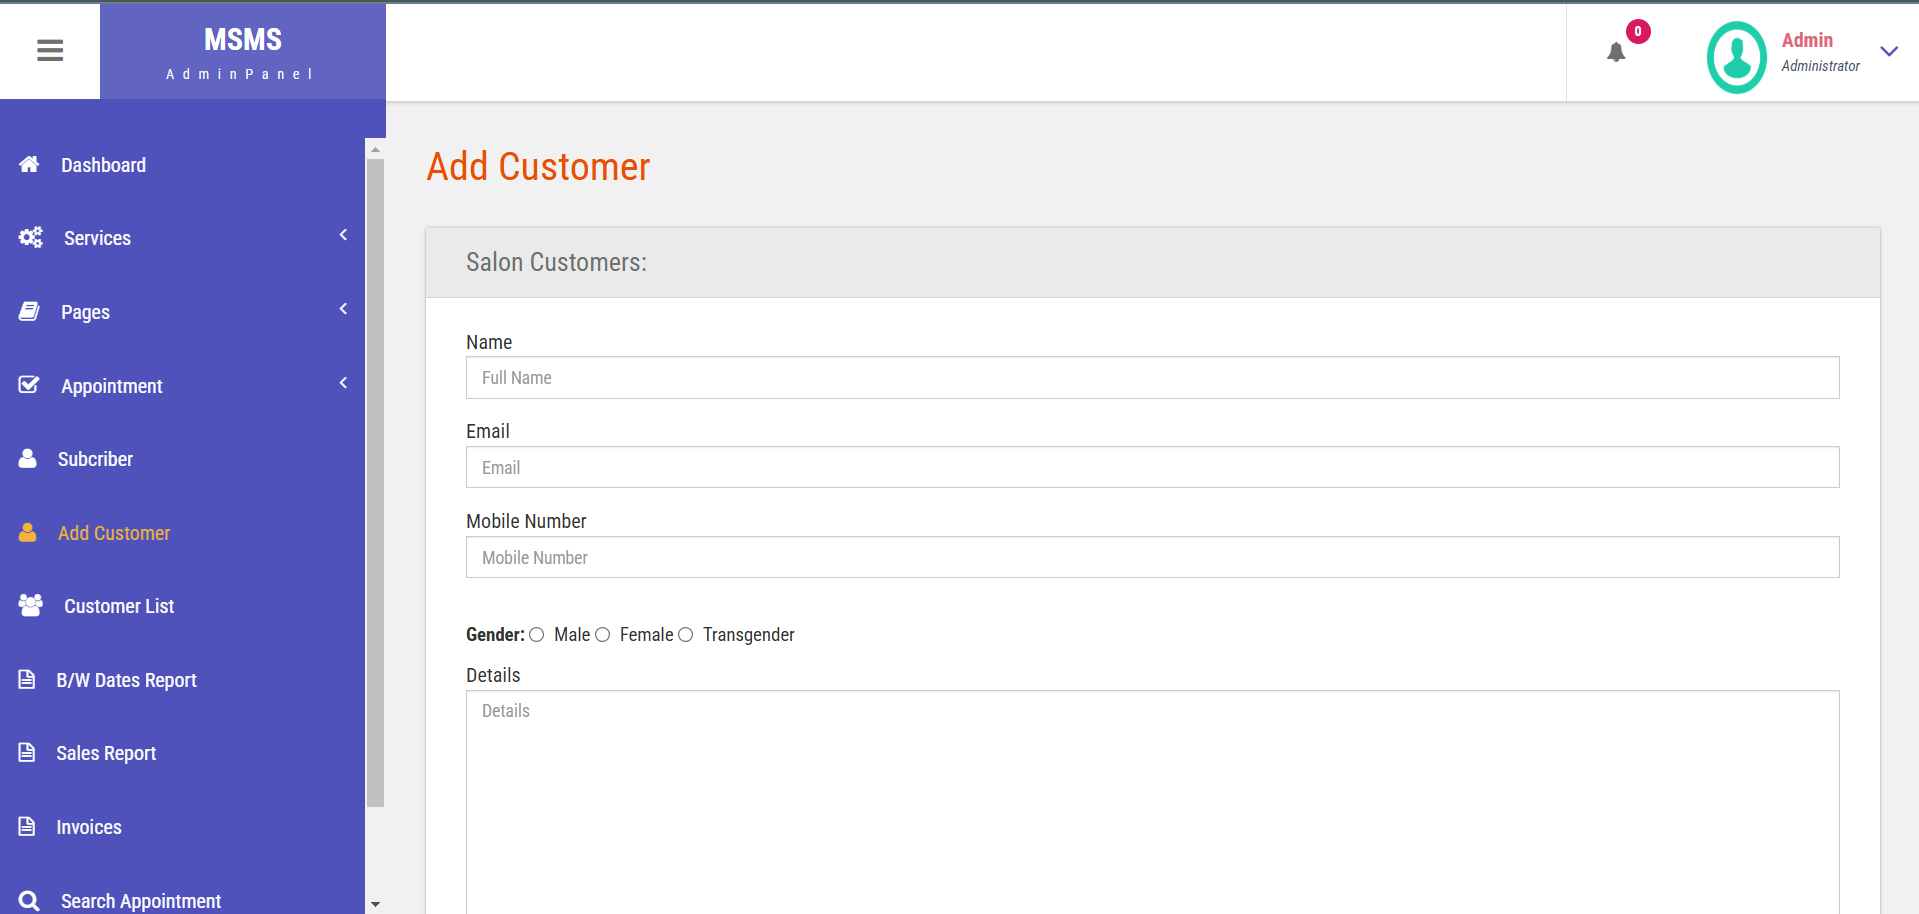 MSMS
AdminPanel
0
Admin
Administrator
Dashboard
Services
Pages
Appointment
Subcriber
Add Customer
Customer List
B/W Dates Report
Sales Report
Invoices
Search Appointment
Add Customer
Salon Customers:
Name
Full Name
Email
Email
Mobile Number
Mobile Number
Gender: Male Female Transgender
Details
Details